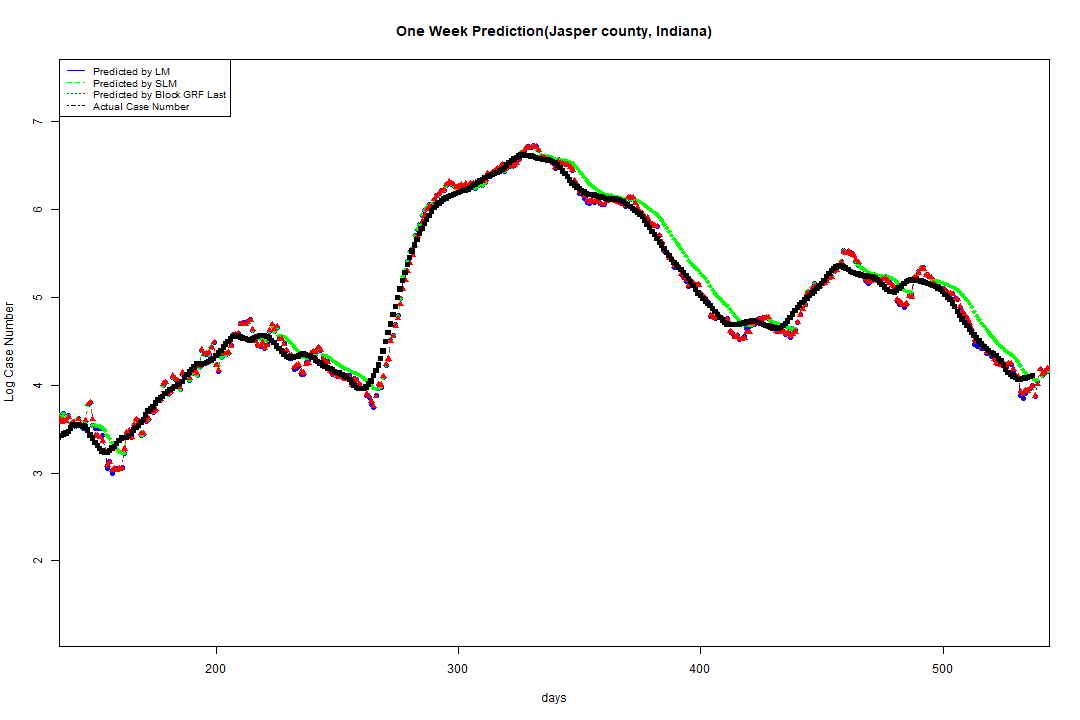 One Week Prediction(Jasper county, Indiana)
Predicted by LM
Predicted by SLM
Predicted by Block GRF Last
Actual Case Number
7
6
5
4
3
2
Log Case Number
200 300 400 500
days